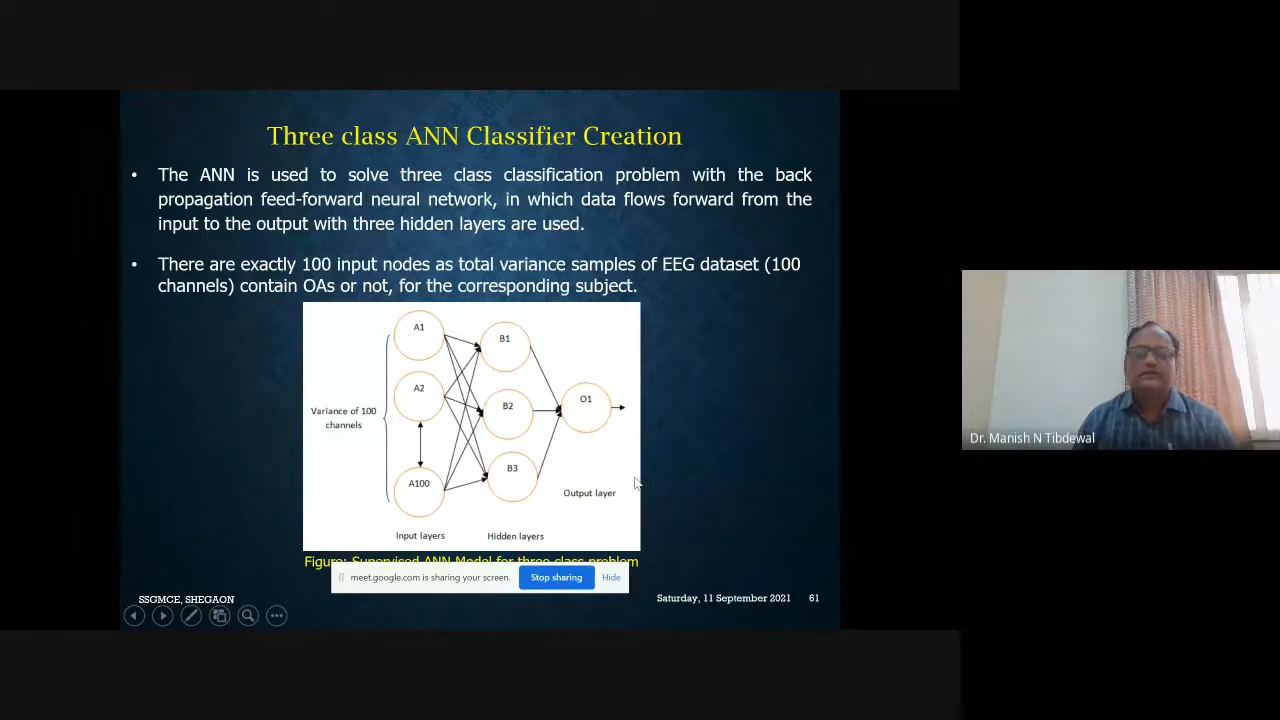 Three class ANN Classifier Creation
• The ANN is used to solve three class classification problem with the back
propagation feed-forward neural network, in which data flows forward from the
input to the output with three hidden layers are used.
• There are exactly 100 input nodes as total variance samples of EEG dataset (100
channels) contain OAs or not, for the corresponding subject.
A1
B1
A2
B2
O1
Variance of 100
channels
B3
A100
Output layer
Input layers
Hidden layers
Figure: Supervised ANN Model for three class problem
meet.google.com is sharing your screen.
Stop sharing
Hide
SSGMCE, SHEGAON
Saturday, 11 September 2021
61
Dr. Manish N Tibdewal